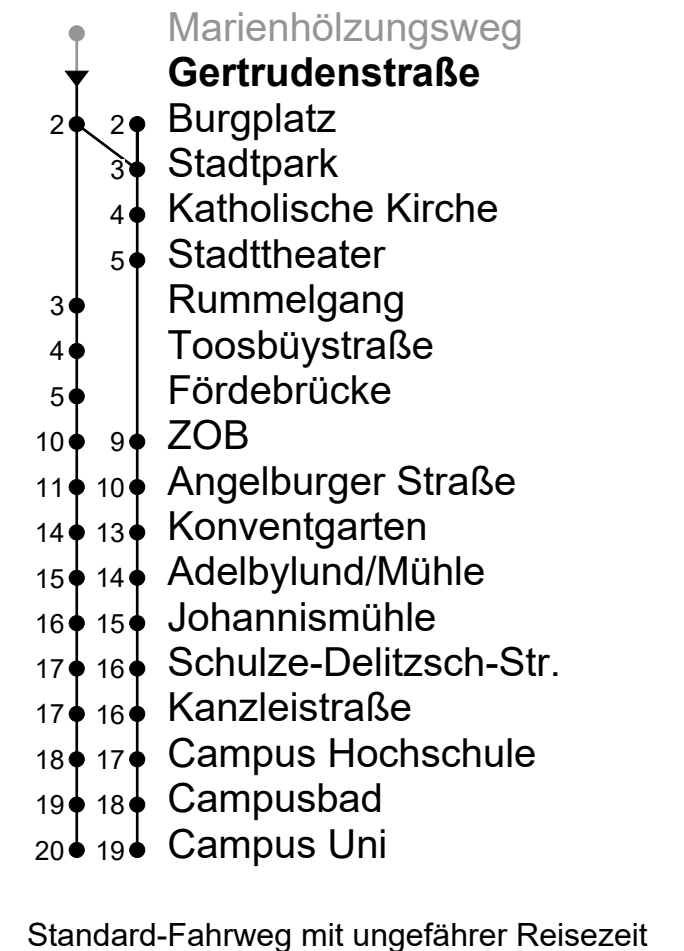 Marienhölzungsweg
Gertrudenstraße
2 2 Burgplatz
3 Stadtpark
4 Katholische Kirche
5 Stadttheater
3 Rummelgang
4 Toosbüystraße
5 Fördebrücke
10 9 ZOB
11 10 Angelburger Straße
14 13 Konventgarten
15 14 Adelbylund/Mühle
16 15 Johannismühle
17 16 Schulze-Delitzsch-Str.
17 16 Kanzleistraße
18 17 Campus Hochschule
19 18 Campusbad
20 19 Campus Uni
Standard-Fahrweg mit ungefährer Reisezeit